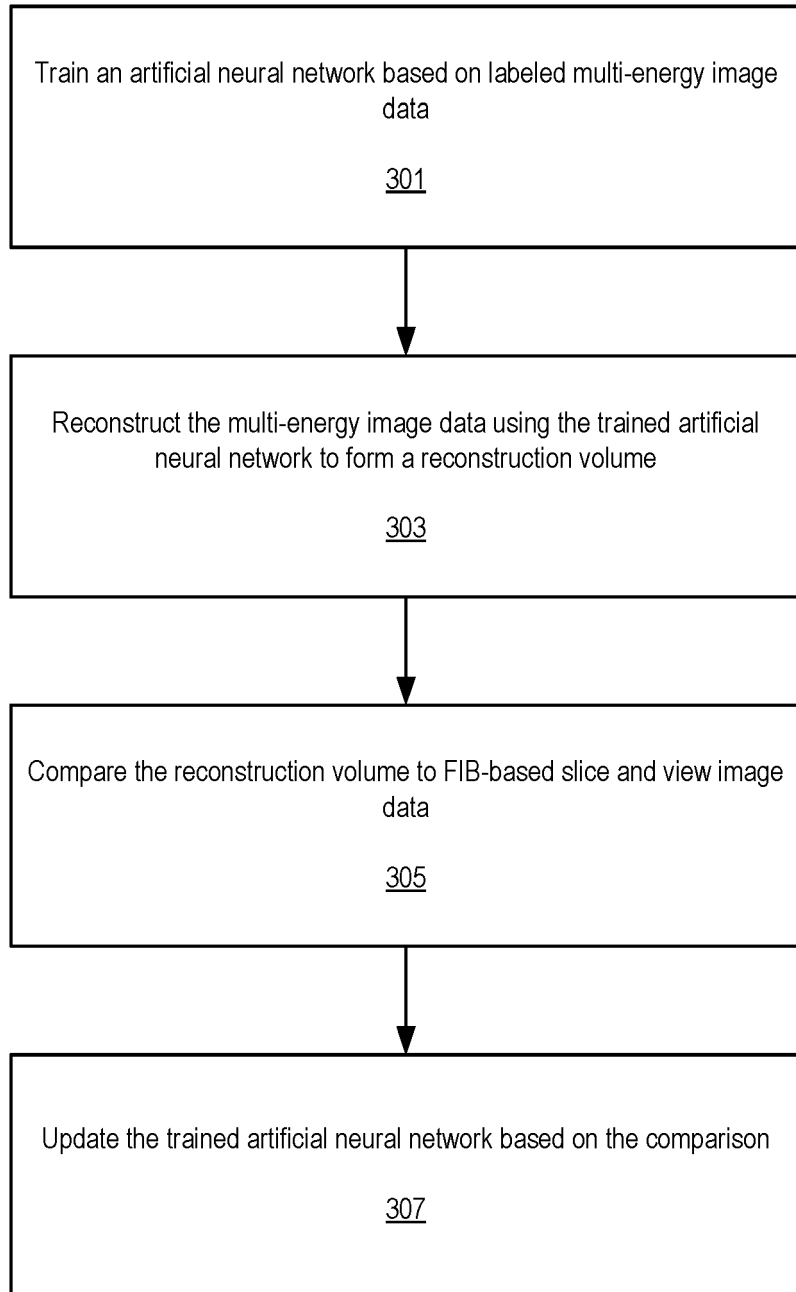 Train an artificial neural network based on labeled multi-energy image
data
301
Reconstruct the multi-energy image data using the trained artificial
neural network to form a reconstruction volume
303
Compare the reconstruction volume to FIB-based slice and view image
data
305
Update the trained artificial neural network based on the comparison
307